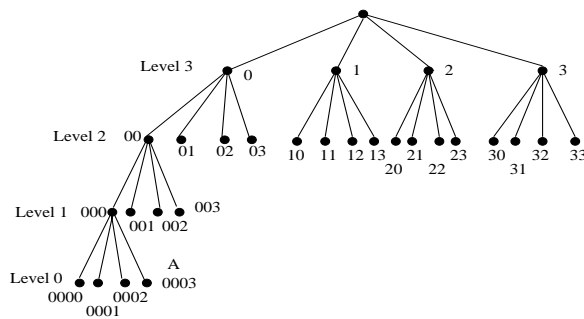 Level 3 0 1 2 3
Level 2 00 01 02 03 10 11 12 13 20 21 22 23 30 31 32 33
Level 1 000 001 002 003
A
Level 0 0000 0001 0002 0003